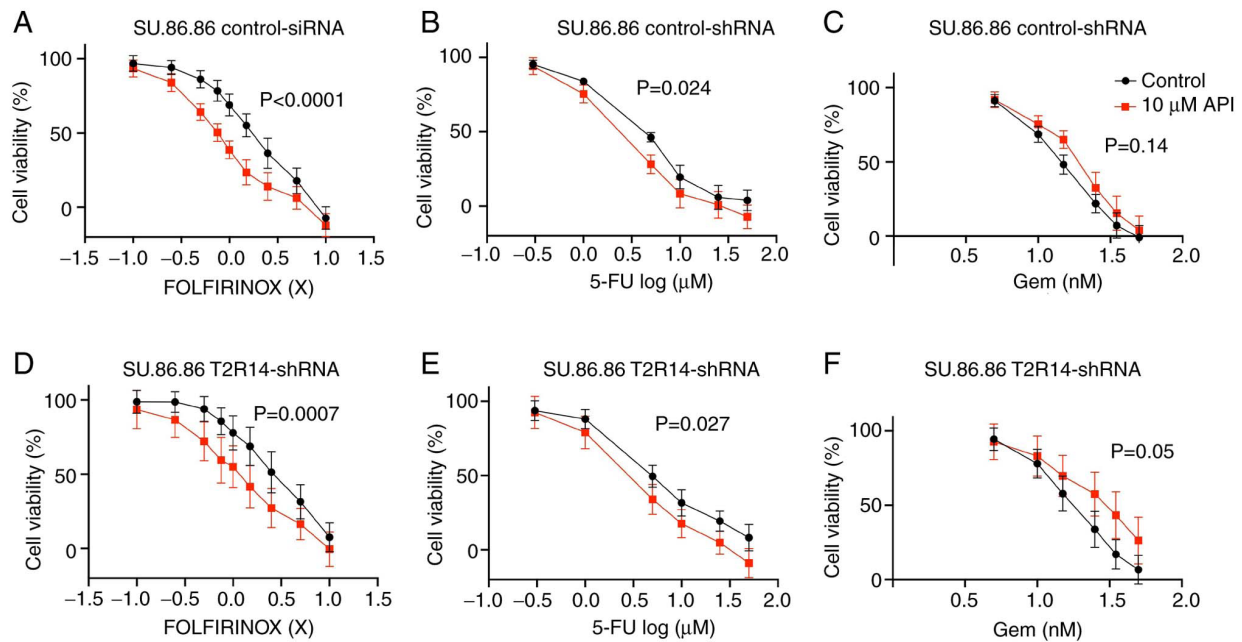 A
SU.86.86 control-siRNA
Cell viability (%)
100
50
0
P<0.0001
−1.5 −1.0 −0.5 0.0 0.5 1.0 1.5
FOLFIRINOX (X)
B
SU.86.86 control-shRNA
Cell viability (%)
100
50
0
P=0.024
−1.0 −0.5 0.0 0.5 1.0 1.5 2.0
5-FU log (μM)
C
SU.86.86 control-shRNA
Cell viability (%)
100
50
0
Control
10 μM API
P=0.14
0.5 1.0 1.5 2.0
Gem (nM)
D
SU.86.86 T2R14-shRNA
Cell viability (%)
100
50
0
P=0.0007
−1.5 −1.0 −0.5 0.0 0.5 1.0 1.5
FOLFIRINOX (X)
E
SU.86.86 T2R14-shRNA
Cell viability (%)
100
50
0
P=0.027
−1.0 −0.5 0.0 0.5 1.0 1.5 2.0
5-FU log (μM)
F
SU.86.86 T2R14-shRNA
Cell viability (%)
100
50
0
P=0.05
0.5 1.0 1.5 2.0
Gem (nM)